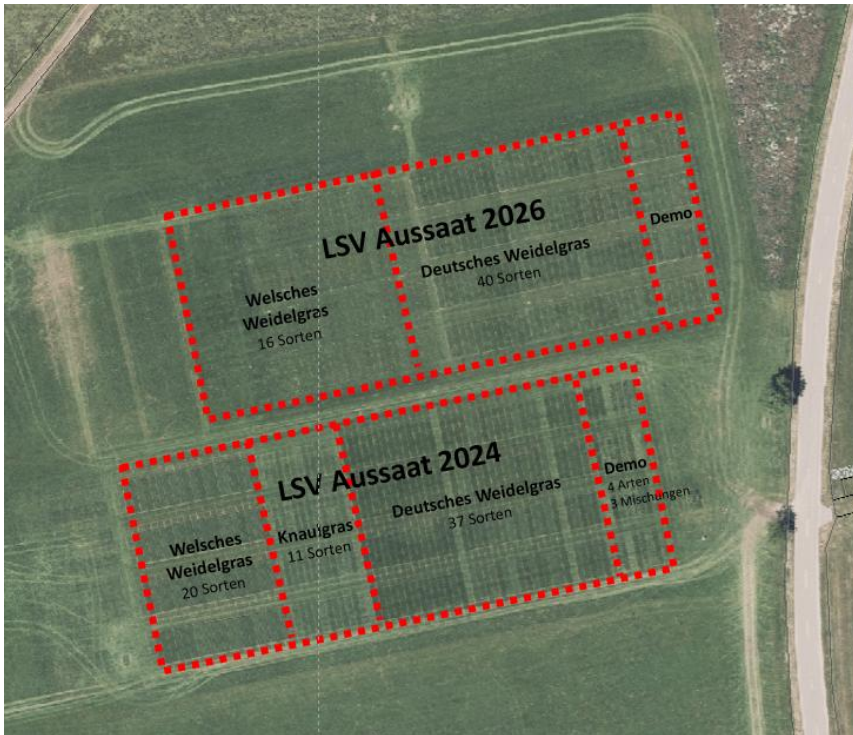 LSV Aussaat 2026
Demo
Deutsches Weidelgras
40 Sorten
Welsches
Weidelgras
16 Sorten
LSV Aussaat 2024
Demo
4 Arten
3 Mischungen
Deutsches Weidelgras
37 Sorten
Knaulgras
11 Sorten
Welsches
Weidelgras
20 Sorten